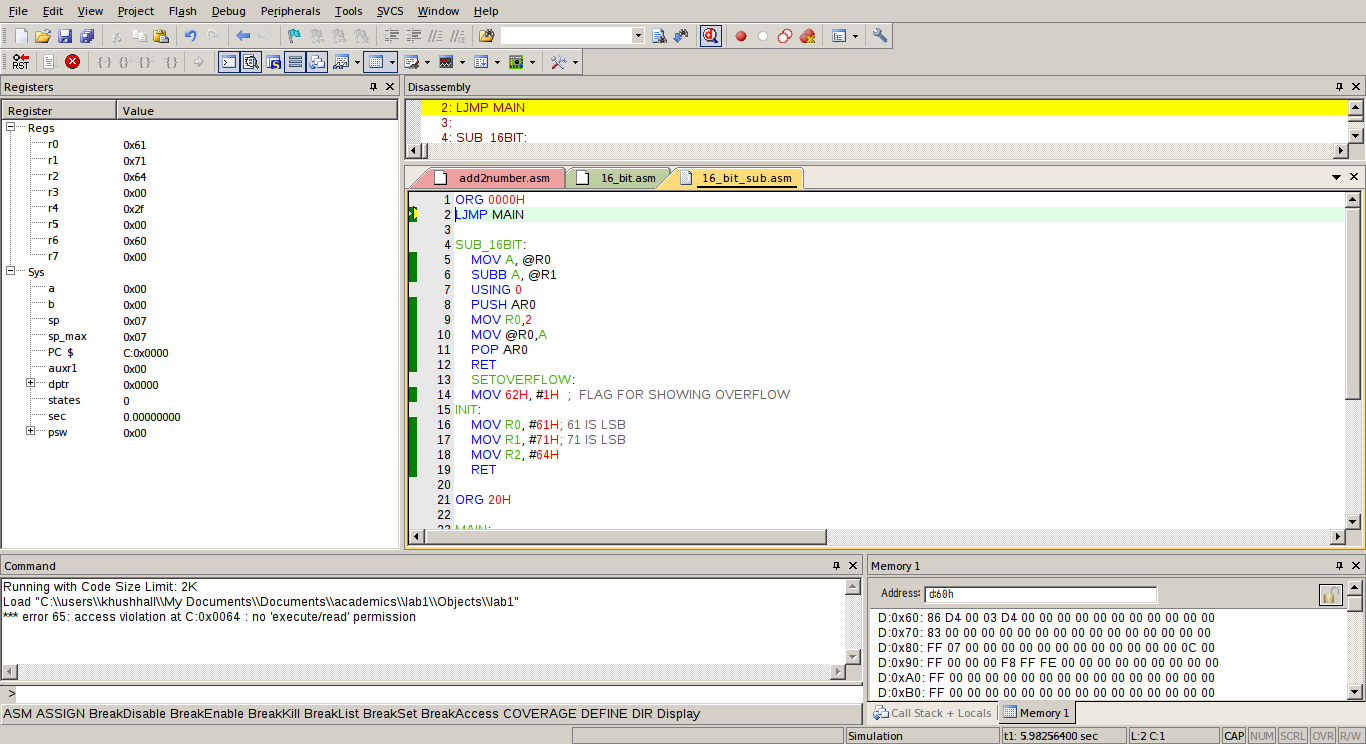 File Edit View Project Flash Debug Peripherals Tools SVCS Window Help
RST
Registers
Register Value
Regs
r0 0x61
r1 0x71
r2 0x64
r3 0x00
r4 0x2f
r5 0x00
r6 0x60
r7 0x00
Sys
a 0x00
b 0x00
sp 0x07
sp_max 0x07
PC $ C:0x0000
auxr1 0x00
dptr 0x0000
states 0
sec 0.00000000
psw 0x00
Disassembly
2: LJMP MAIN
3:
4: SUB_16BIT:
add2number.asm 16_bit.asm 16_bit_sub.asm
1 ORG 0000H
2 LJMP MAIN
3
4 SUB_16BIT:
5 MOV A, @R0
6 SUBB A, @R1
7 USING 0
8 PUSH AR0
9 MOV R0,2
10 MOV @R0,A
11 POP AR0
12 RET
13 SETOVERFLOW:
14 MOV 62H, #1H ; FLAG FOR SHOWING OVERFLOW
15 INIT:
16 MOV R0, #61H; 61 IS LSB
17 MOV R1, #71H; 71 IS LSB
18 MOV R2, #64H
19 RET
20
21 ORG 20H
22
23 MAIN:
Command
Running with Code Size Limit: 2K
Load "C:\\users\\khushhall\\My Documents\\Documents\\academics\\lab1\\Objects\\lab1"
*** error 65: access violation at C:0x0064 : no 'execute/read' permission
>
ASM ASSIGN BreakDisable BreakEnable BreakKill BreakList BreakSet BreakAccess COVERAGE DEFINE DIR Display
Memory 1
Address: d:60h
D:0x60: 86 D4 00 03 D4 00 00 00 00 00 00 00 00 00 00 00
D:0x70: 83 00 00 00 00 00 00 00 00 00 00 00 00 00 00 00
D:0x80: FF 07 00 00 00 00 00 00 00 00 00 00 00 00 0C 00
D:0x90: FF 00 00 00 F8 FF FE 00 00 00 00 00 00 00 00 00
D:0xA0: FF 00 00 00 00 00 00 00 00 00 00 00 00 00 00 00
D:0xB0: FF 00 00 00 00 00 00 00 00 00 00 00 00 00 00 00
Call Stack + Locals Memory 1
Simulation t1: 5.98256400 sec L:2 C:1 CAP NUM SCRL OVR R/W